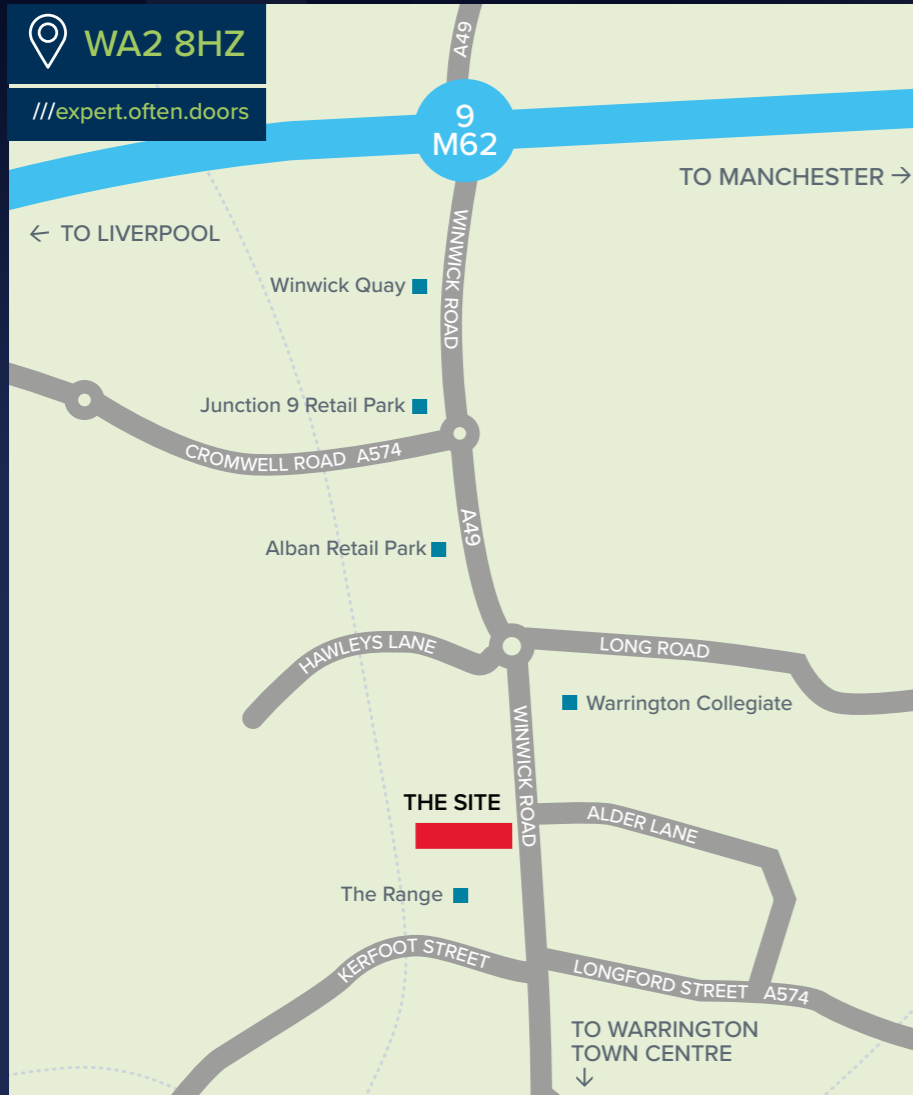 WA2 8HZ
///expert.often.doors
A49
9
M62
TO MANCHESTER →
← TO LIVERPOOL
WINWICK ROAD
Winwick Quay
Junction 9 Retail Park
CROMWELL ROAD A574
A49
Alban Retail Park
HAWLEYS LANE
LONG ROAD
Warrington Collegiate
WINWICK ROAD
THE SITE
ALDER LANE
The Range
KERFOOT STREET
LONGFORD STREET A574
TO WARRINGTON
TOWN CENTRE
↓